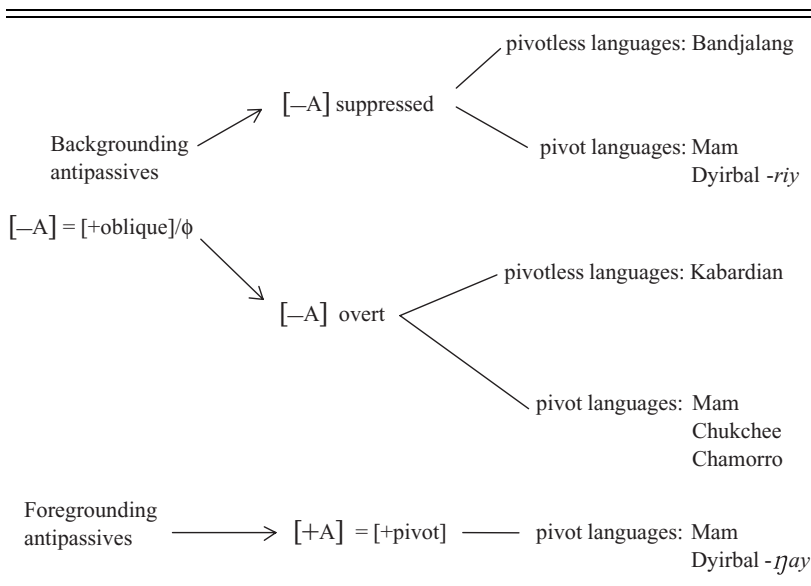 pivotless languages: Bandjalang
[–A] suppressed
Backgrounding
antipassives
pivot languages: Mam
Dyirbal -riy
[–A] = [+oblique]/ϕ
pivotless languages: Kabardian
[–A] overt
pivot languages: Mam
Chukchee
Chamorro
Foregrounding
antipassives
[+A] = [+pivot]
pivot languages: Mam
Dyirbal -ŋay